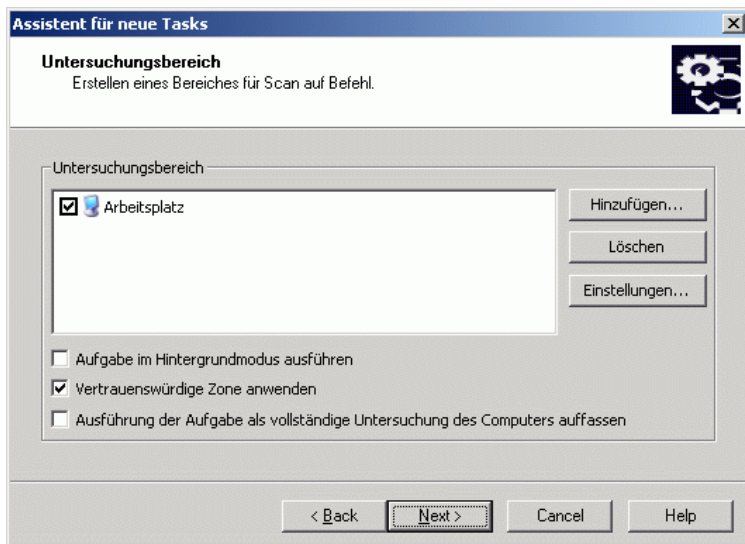 Assistent für neue Tasks
Untersuchungsbereich
Erstellen eines Bereiches für Scan auf Befehl.
Untersuchungsbereich
Arbeitsplatz
Hinzufügen...
Löschen
Einstellungen...
Aufgabe im Hintergrundmodus ausführen
Vertrauenswürdige Zone anwenden
Ausführung der Aufgabe als vollständige Untersuchung des Computers auffassen
< Back
Next >
Cancel
Help